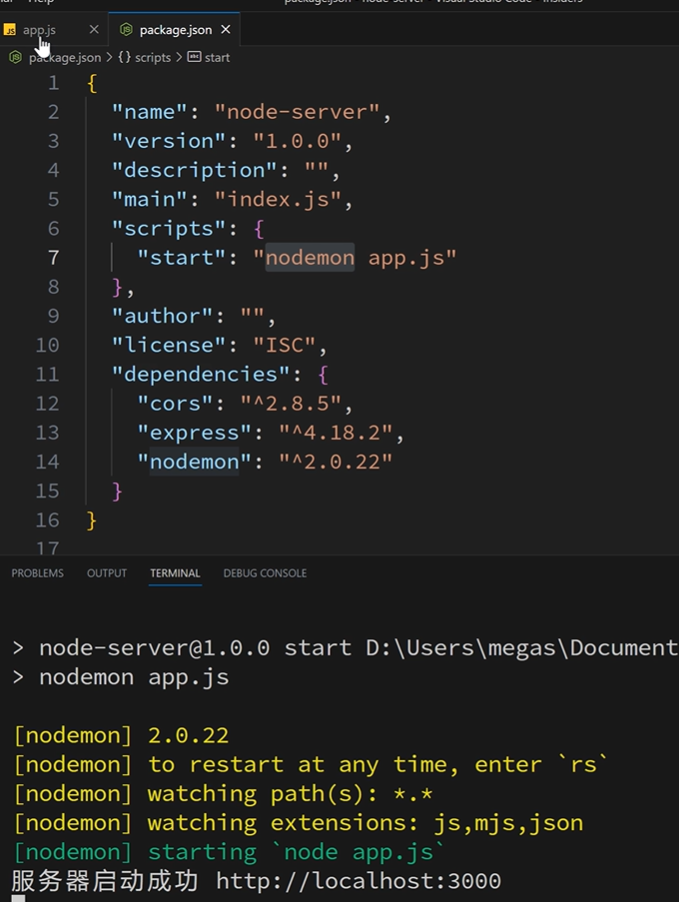 package.json - node-server - Visual Studio Code - Insiders
JS app.js × package.json ×
package.json > {} scripts > start
1 {
2 "name": "node-server",
3 "version": "1.0.0",
4 "description": "",
5 "main": "index.js",
6 "scripts": {
7 "start": "nodemon app.js"
8 },
9 "author": "",
10 "license": "ISC",
11 "dependencies": {
12 "cors": "^2.8.5",
13 "express": "^4.18.2",
14 "nodemon": "^2.0.22"
15 }
16 }
17
PROBLEMS OUTPUT TERMINAL DEBUG CONSOLE
> node-server@1.0.0 start D:\Users\megas\Document
> nodemon app.js
[nodemon] 2.0.22
[nodemon] to restart at any time, enter `rs`
[nodemon] watching path(s): *.*
[nodemon] watching extensions: js,mjs,json
[nodemon] starting `node app.js`
服务器启动成功 http://localhost:3000